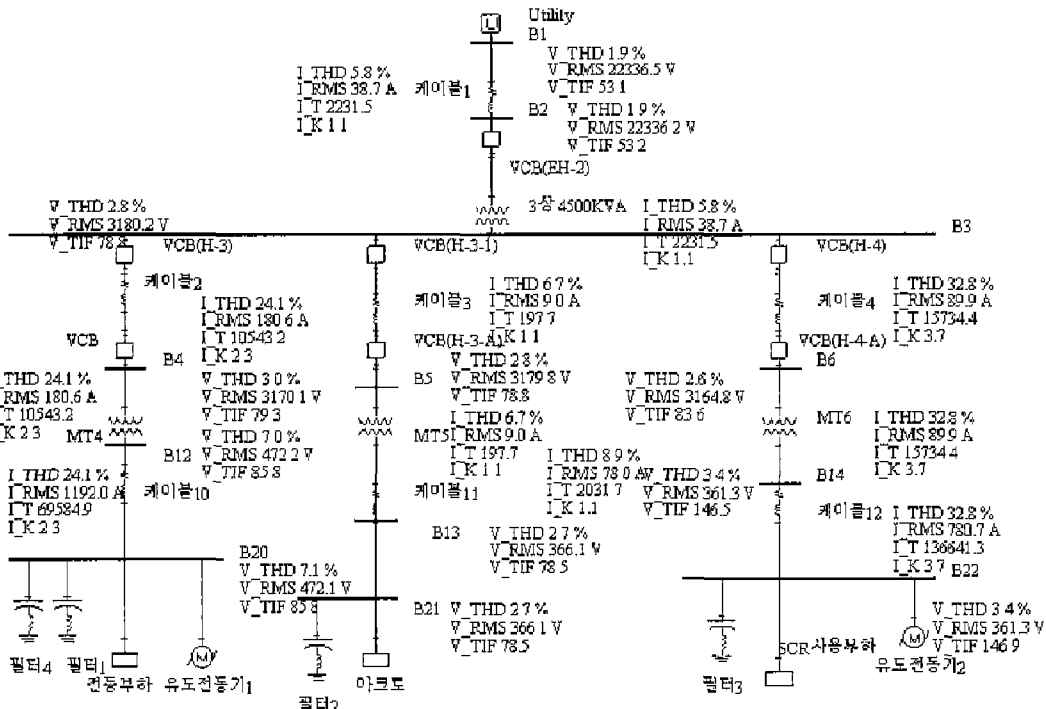 U
Utility
B1
V_THD 1.9 %
V_RMS 22336.5 V
V_TIF 53.1
I_THD 5.8 %
I_RMS 38.7 A
I_T 2231.5
I_K 1.1
케이블1
B2
V_THD 1.9 %
V_RMS 22336.2 V
V_TIF 53.2
VCB(EH-2)
3상 4500KVA
V_THD 2.8 %
V_RMS 3180.2 V
V_TIF 78.8
I_THD 5.8 %
I_RMS 38.7 A
I_T 2231.5
I_K 1.1
B3
VCB(H-3)
VCB(H-3-1)
VCB(H-4)
케이블2
I_THD 24.1 %
I_RMS 180.6 A
I_T 10543.2
I_K 2.3
케이블3
I_THD 6.7 %
I_RMS 9.0 A
I_T 197.7
I_K 1.1
케이블4
I_THD 32.8 %
I_RMS 89.9 A
I_T 15734.4
I_K 3.7
VCB
VCB(H-3-A)
VCB(H-4-A)
B4
V_THD 3.0 %
V_RMS 3170.1 V
V_TIF 79.3
B5
V_THD 2.8 %
V_RMS 3179.8 V
V_TIF 78.8
B6
V_THD 2.6 %
V_RMS 3164.8 V
V_TIF 83.6
THD 24.1 %
RMS 180.6 A
T 10543.2
K 2.3
MT4
MT5
I_THD 6.7 %
I_RMS 9.0 A
I_T 197.7
I_K 1.1
MT6
I_THD 32.8 %
I_RMS 89.9 A
I_T 15734.4
I_K 3.7
B12
V_THD 7.0 %
V_RMS 472.2 V
V_TIF 85.8
B14
V_THD 3.4 %
V_RMS 361.3 V
V_TIF 146.5
I_THD 24.1 %
I_RMS 1192.0 A
I_T 69584.9
I_K 2.3
케이블10
케이블11
I_THD 8.9 %
I_RMS 78.0 A
I_T 2031.7
I_K 1.1
케이블12
I_THD 32.8 %
I_RMS 780.7 A
I_T 136641.3
I_K 3.7
B13
V_THD 2.7 %
V_RMS 366.1 V
V_TIF 78.5
B20
V_THD 7.1 %
V_RMS 472.1 V
V_TIF 85.8
B21
V_THD 2.7 %
V_RMS 366.1 V
V_TIF 78.5
B22
V_THD 3.4 %
V_RMS 361.3 V
V_TIF 146.9
필터4
필터1
전동부하
M
유도전동기1
필터2
아크로
필터3
SCR사용부하
M
유도전동기2